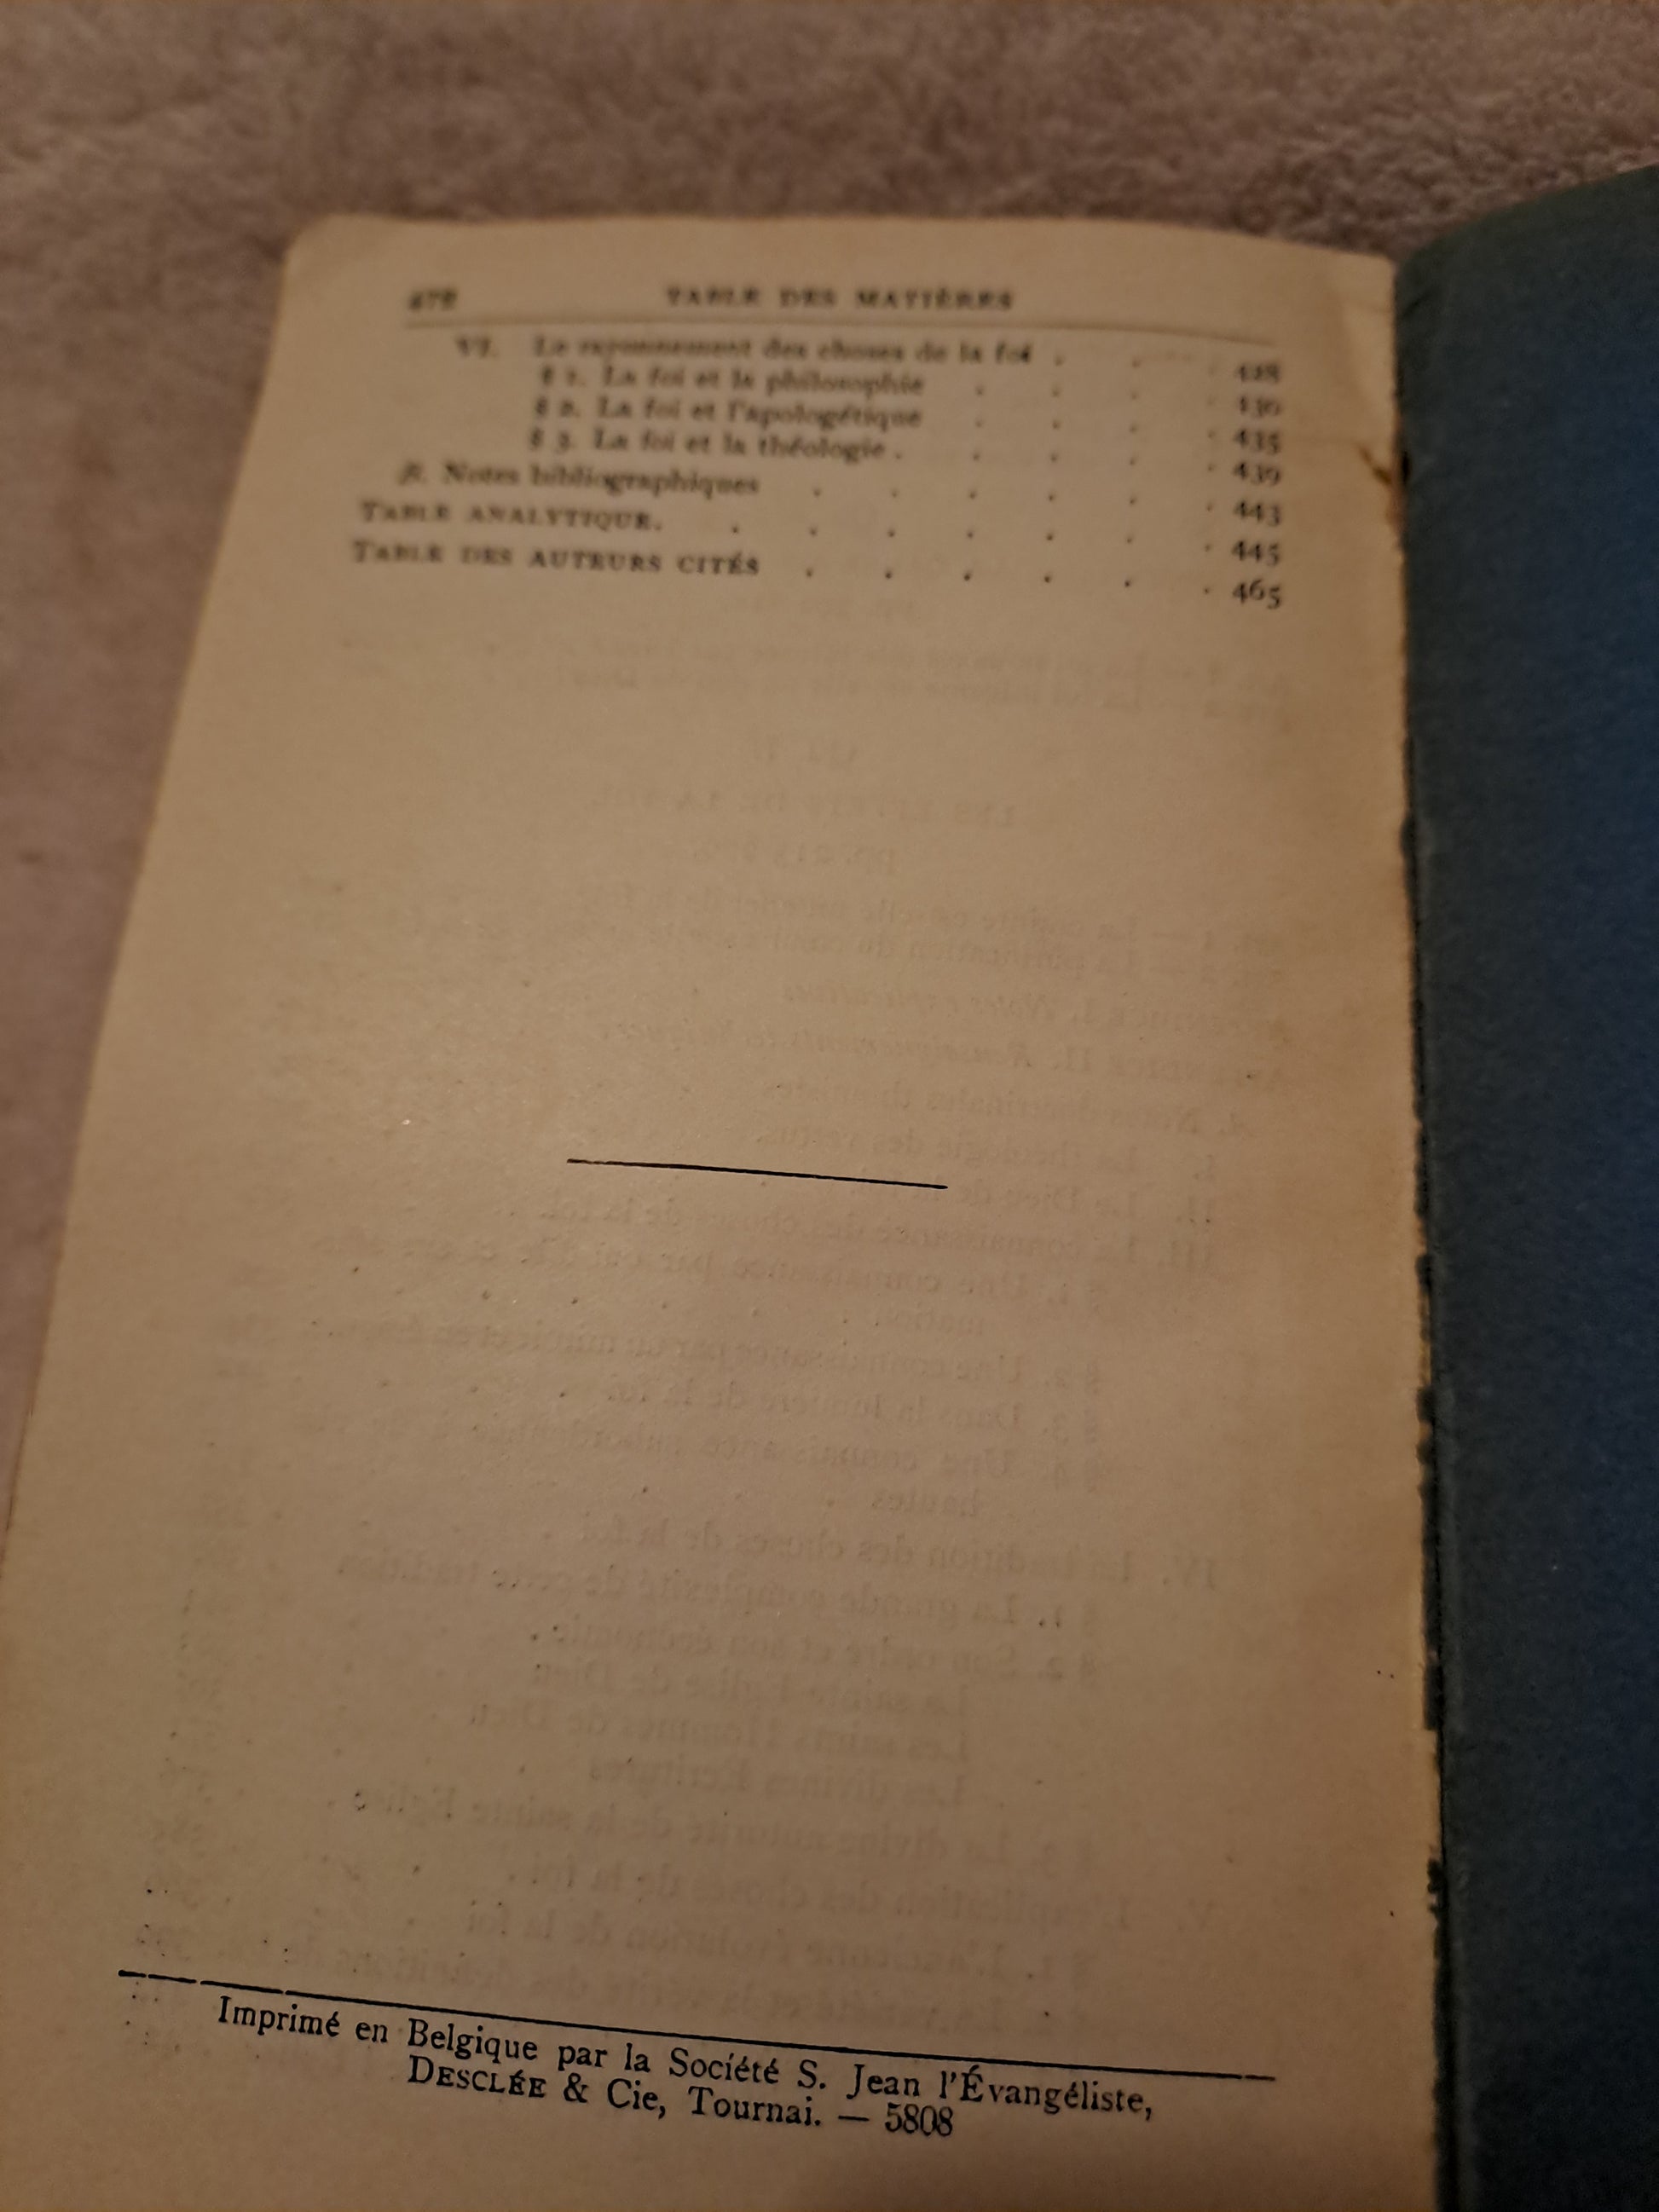 472 TABLE DES MATIÈRES
VI. Le rayonnement des choses de la foi . . . 428
§ 1. La foi et la philosophie . . . . 430
§ 2. La foi et l'apologétique . . . . 435
§ 3. La foi et la théologie . . . . . 439
B. Notes bibliographiques . . . . . . 443
TABLE ANALYTIQUE. . . . . . . . 445
TABLE DES AUTEURS CITÉS . . . . . . 465
Imprimé en Belgique par la Société S. Jean l'Évangéliste,
DESCLÉE & Cie, Tournai. — 5808